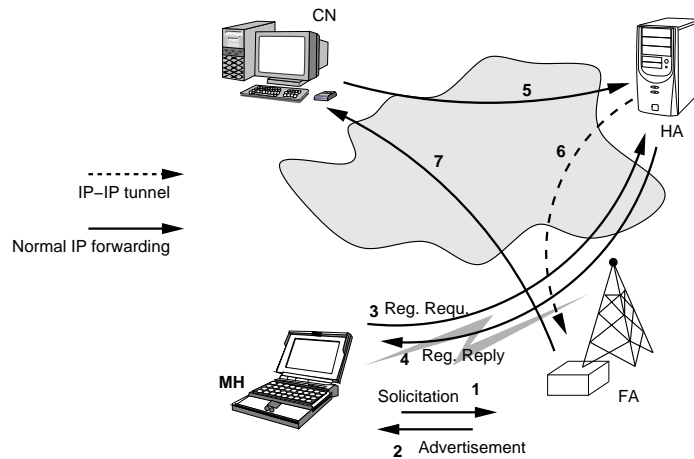 CN
5
HA
7
6
IP–IP tunnel
Normal IP forwarding
3 Reg. Requ.
4 Reg. Reply
MH
Solicitation 1
FA
2 Advertisement